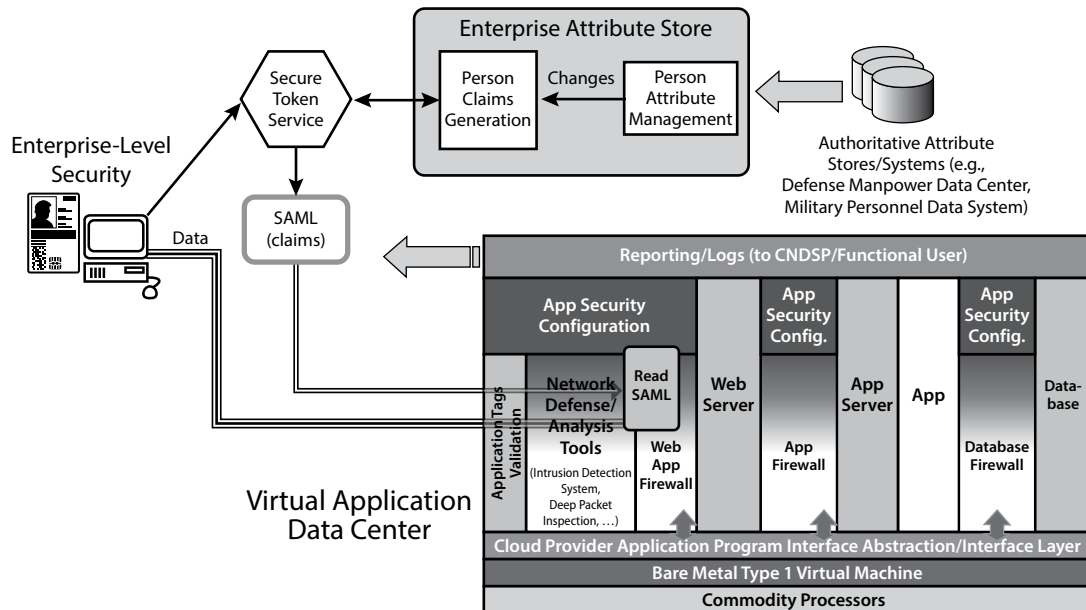 Enterprise Attribute Store
Secure
Token
Service
Person
Claims
Generation
Changes
Person
Attribute
Management
Authoritative Attribute
Stores/Systems (e.g.,
Defense Manpower Data Center,
Military Personnel Data System)
Enterprise-Level
Security
Data
SAML
(claims)
Reporting/Logs (to CNDSP/Functional User)
App Security
Configuration
App
Security
Config.
App
Security
Config.
Application Tags
Validation
Network
Defense/
Analysis
Tools
(Intrusion Detection
System,
Deep Packet
Inspection, …)
Read
SAML
Web
App
Firewall
Web
Server
App
Firewall
App
Server
App
Database
Firewall
Data-
base
Virtual Application
Data Center
Cloud Provider Application Program Interface Abstraction/Interface Layer
Bare Metal Type 1 Virtual Machine
Commodity Processors